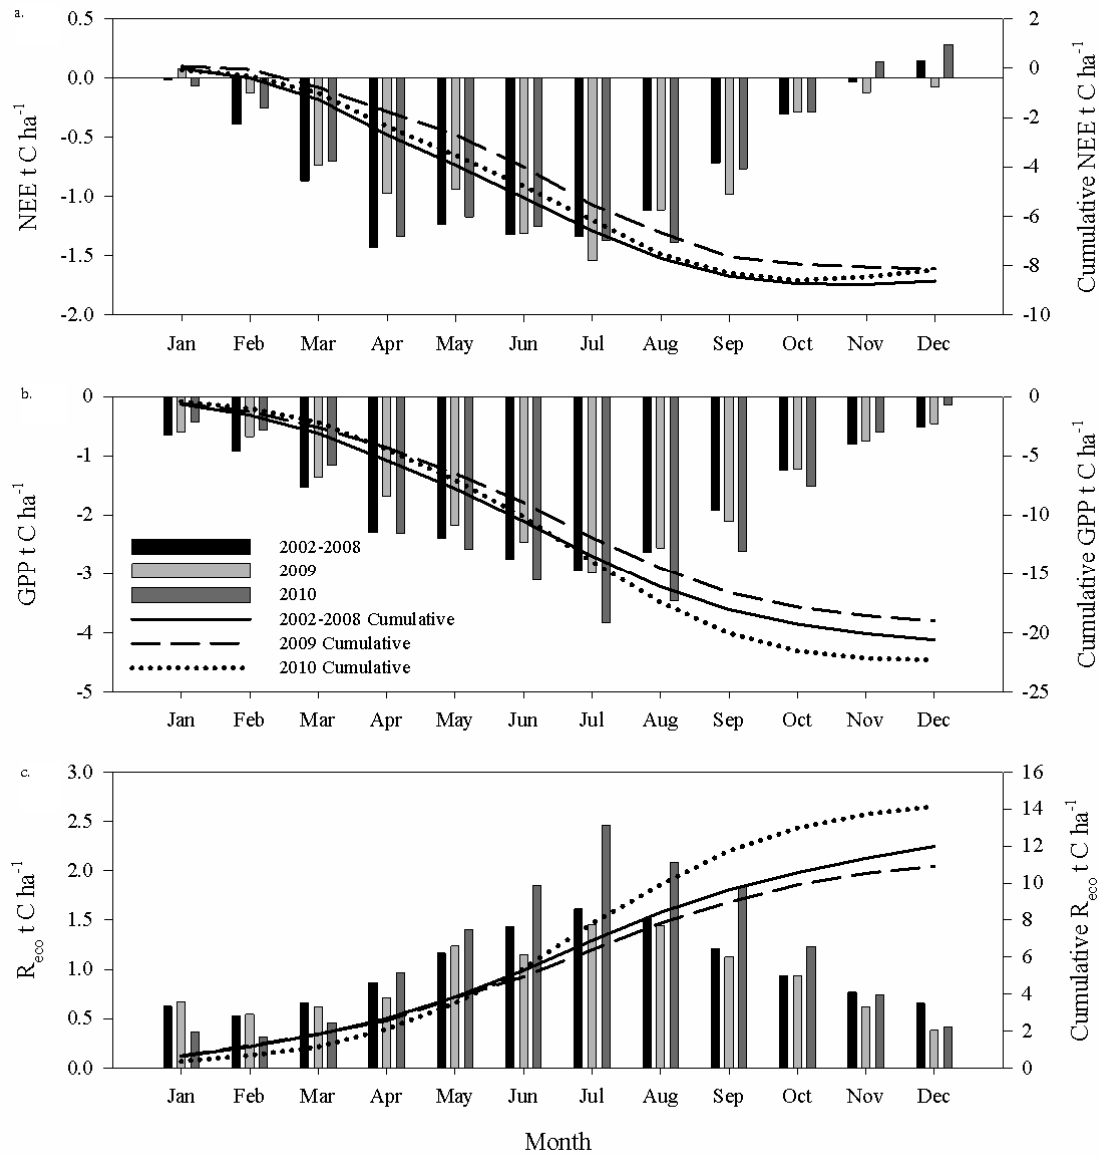 a.
0.5
0.0
-0.5
-1.0
-1.5
-2.0
NEE t C ha-1
2
0
-2
-4
-6
-8
-10
Cumulative NEE t C ha-1
Jan Feb Mar Apr May Jun Jul Aug Sep Oct Nov Dec
b.
0
-1
-2
-3
-4
-5
GPP t C ha-1
2002-2008
2009
2010
2002-2008 Cumulative
2009 Cumulative
2010 Cumulative
0
-5
-10
-15
-20
-25
Cumulative GPP t C ha-1
Jan Feb Mar Apr May Jun Jul Aug Sep Oct Nov Dec
c.
3.0
2.5
2.0
1.5
1.0
0.5
0.0
Reco t C ha-1
16
14
12
10
8
6
4
2
0
Cumulative Reco t C ha-1
Jan Feb Mar Apr May Jun Jul Aug Sep Oct Nov Dec
Month